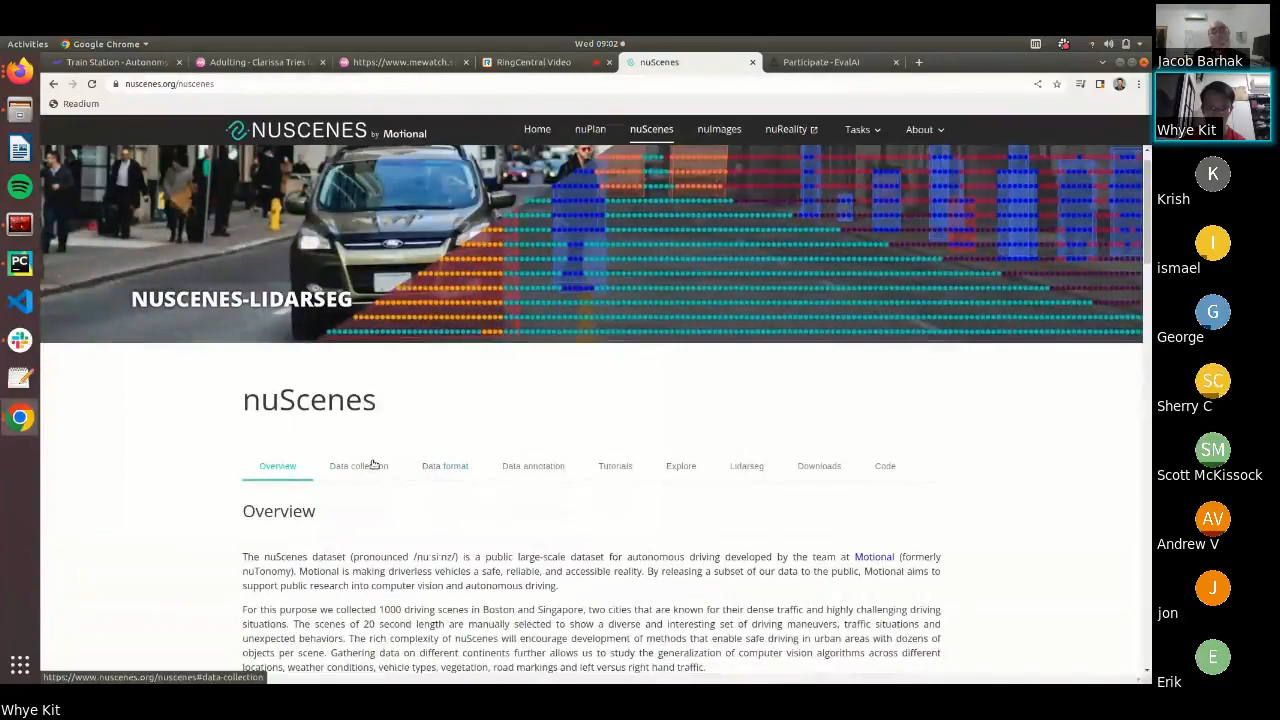 Activities
Google Chrome
Wed 09:02
Train Station - Autonomy
Adulting - Clarissa Tries
https://www.mewatch.s
RingCentral Video
nuScenes
Participate - EvalAI
nuscenes.org/nuscenes
Readium
NUSCENES by Motional
Home
nuPlan
nuScenes
nuImages
nuReality
Tasks
About
NUSCENES-LIDARSEG
nuScenes
Overview
Data collection
Data format
Data annotation
Tutorials
Explore
Lidarseg
Downloads
Code
Overview
The nuScenes dataset (pronounced /nuːsiːnz/) is a public large-scale dataset for autonomous driving developed by the team at Motional (formerly
nuTonomy). Motional is making driverless vehicles a safe, reliable, and accessible reality. By releasing a subset of our data to the public, Motional aims to
support public research into computer vision and autonomous driving.
For this purpose we collected 1000 driving scenes in Boston and Singapore, two cities that are known for their dense traffic and highly challenging driving
situations. The scenes of 20 second length are manually selected to show a diverse and interesting set of driving maneuvers, traffic situations and
unexpected behaviors. The rich complexity of nuScenes will encourage development of methods that enable safe driving in urban areas with dozens of
objects per scene. Gathering data on different continents further allows us to study the generalization of computer vision algorithms across different
locations, weather conditions, vehicle types, vegetation, road markings and left versus right hand traffic.
https://www.nuscenes.org/nuscenes#data-collection
Whye Kit
Jacob Barhak
Whye Kit
K
Krish
I
ismael
G
George
SC
Sherry C
SM
Scott McKissock
AV
Andrew V
J
jon
E
Erik
PC